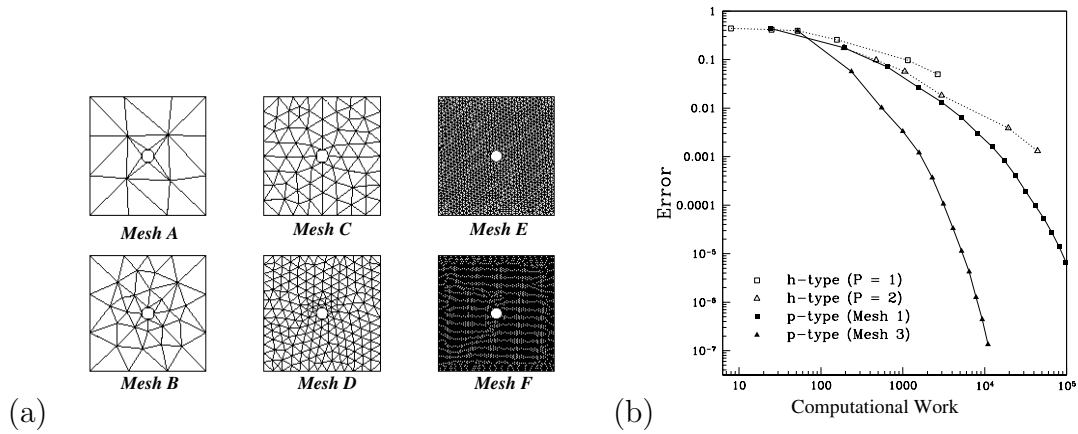 Mesh A
Mesh C
Mesh E
Mesh B
Mesh D
Mesh F
(a)
1
0.1
0.01
0.001
0.0001
10⁻⁵
10⁻⁶
10⁻⁷
Error
h-type (P = 1)
h-type (P = 2)
p-type (Mesh 1)
p-type (Mesh 3)
10
100
1000
10⁴
10⁵
Computational Work
(b)